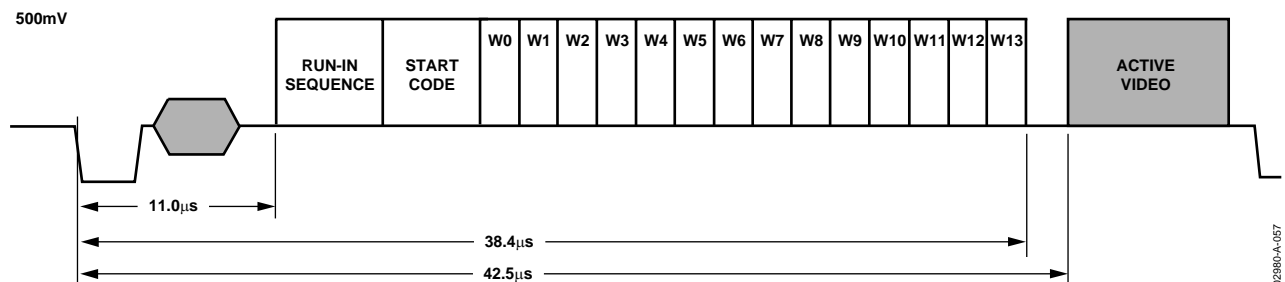 500mV
RUN-IN
SEQUENCE
START
CODE
W0 W1 W2 W3 W4 W5 W6 W7 W8 W9 W10 W11 W12 W13
ACTIVE
VIDEO
11.0μs
38.4μs
42.5μs
02980-A-057